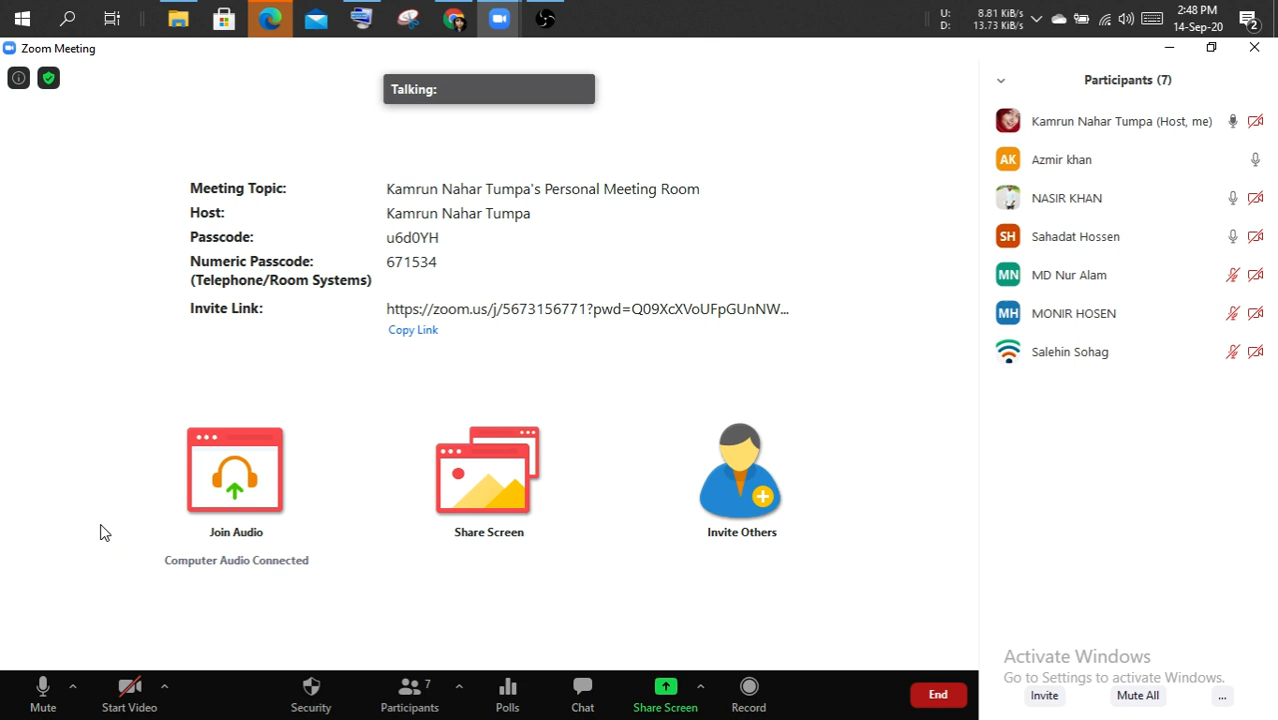 U: 8.81 KiB/s
D: 13.73 KiB/s
2:48 PM
14-Sep-20
2
Zoom Meeting
Talking:
Meeting Topic: Kamrun Nahar Tumpa's Personal Meeting Room
Host: Kamrun Nahar Tumpa
Passcode: u6d0YH
Numeric Passcode: 671534
(Telephone/Room Systems)
Invite Link: https://zoom.us/j/5673156771?pwd=Q09XcXVoUFpGUnNW...
Copy Link
Join Audio
Computer Audio Connected
Share Screen
Invite Others
Participants (7)
Kamrun Nahar Tumpa (Host, me)
AK Azmir khan
NASIR KHAN
SH Sahadat Hossen
MN MD Nur Alam
MH MONIR HOSEN
Salehin Sohag
Activate Windows
Go to Settings to activate Windows.
Invite
Mute All
...
Mute
Start Video
Security
Participants 7
Polls
Chat
Share Screen
Record
End